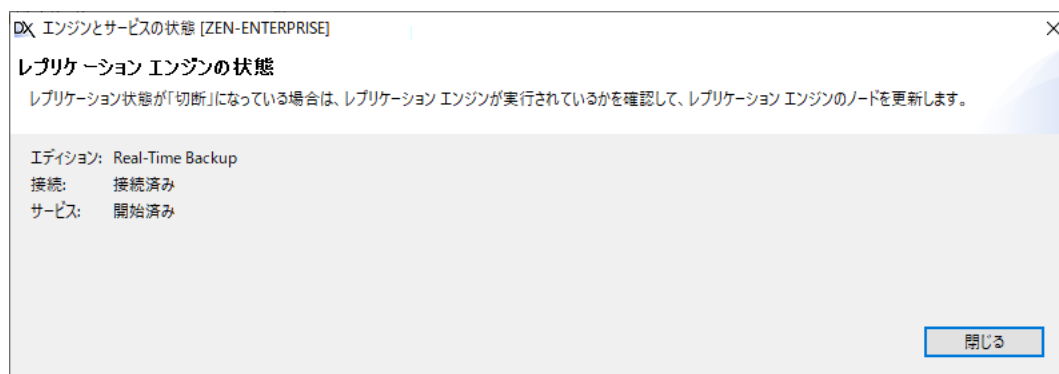 DX エンジンとサービスの状態 [ZEN-ENTERPRISE]
レプリケーション エンジンの状態
レプリケーション状態が「切断」になっている場合は、レプリケーション エンジンが実行されているかを確認して、レプリケーション エンジンのノードを更新します。
エディション: Real-Time Backup
接続: 接続済み
サービス: 開始済み
閉じる